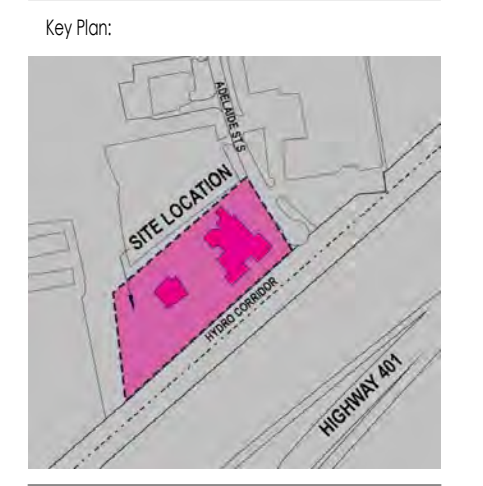 Key Plan:
ADELAIDE ST S
SITE LOCATION
HYDRO CORRIDOR
HIGHWAY 401